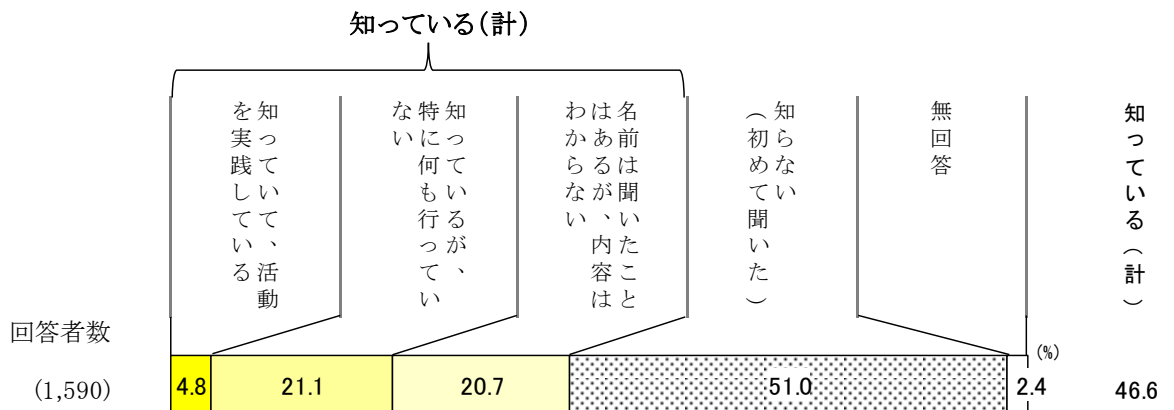 知っている(計)
知っていて、活動
を実践している
知っているが、
特に何も行ってい
ない
名前は聞いたこと
はあるが、内容は
わからない
知らない
(初めて聞いた)
無回答
知っている(計)
回答者数
(%)
(1,590)
4.8
21.1
20.7
51.0
2.4
46.6